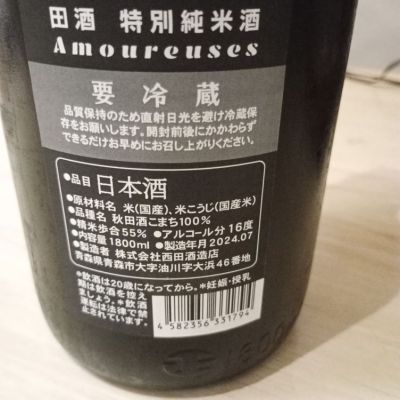 田酒 特別純米酒
Amoureuses
要冷蔵
品質保持のため直射日光を避け冷蔵保
存をお願いします。開封前後にかかわらず
できるだけお早めにお召し上がりください。
●品目 日本酒
●原材料名 米(国産)、米こうじ(国産米)
●品種名 秋田酒こまち100%
●精米歩合55% ●アルコール分 16度
●内容量 1800ml ●製造年月 2024.07
●製造者 株式会社西田酒造店
青森県青森市大字油川字大浜46番地
*飲酒は20歳になってから。*妊娠・授乳
期は飲酒を控え
ましょう。*飲酒
運転は法律で禁
止されています。
4 582356 331794